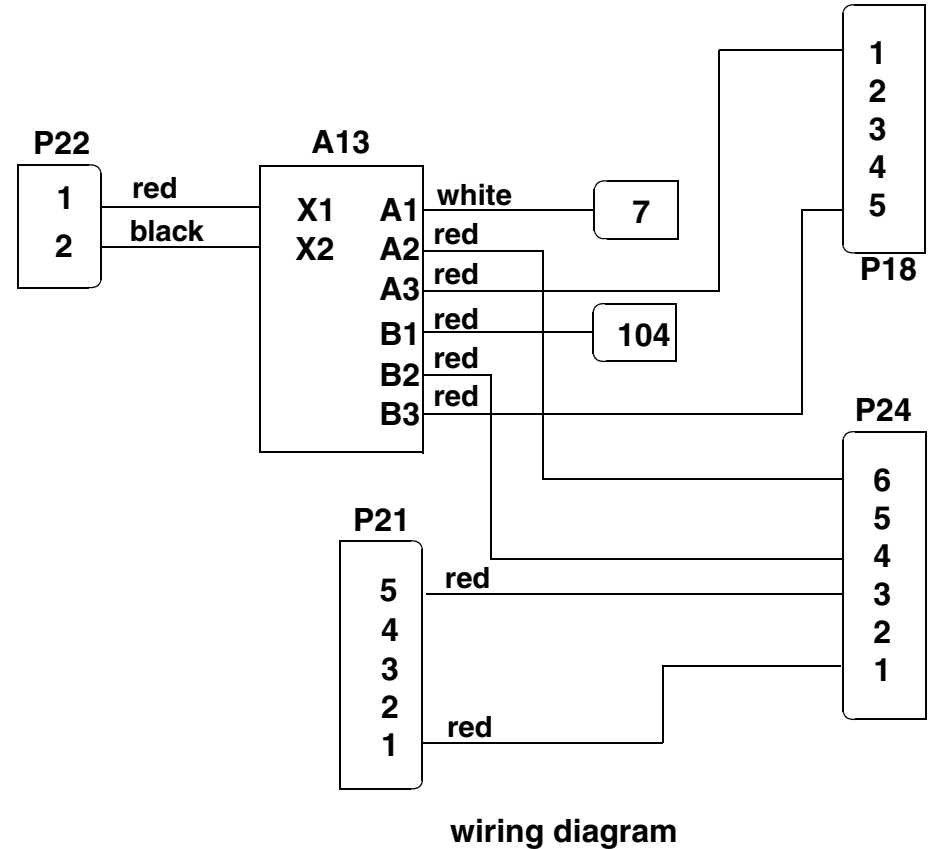 P22
1
2
red
black
A13
X1
X2
A1
A2
A3
B1
B2
B3
white
red
red
red
red
red
7
104
1
2
3
4
5
P18
P24
6
5
4
3
2
1
P21
5
4
3
2
1
red
red
wiring diagram